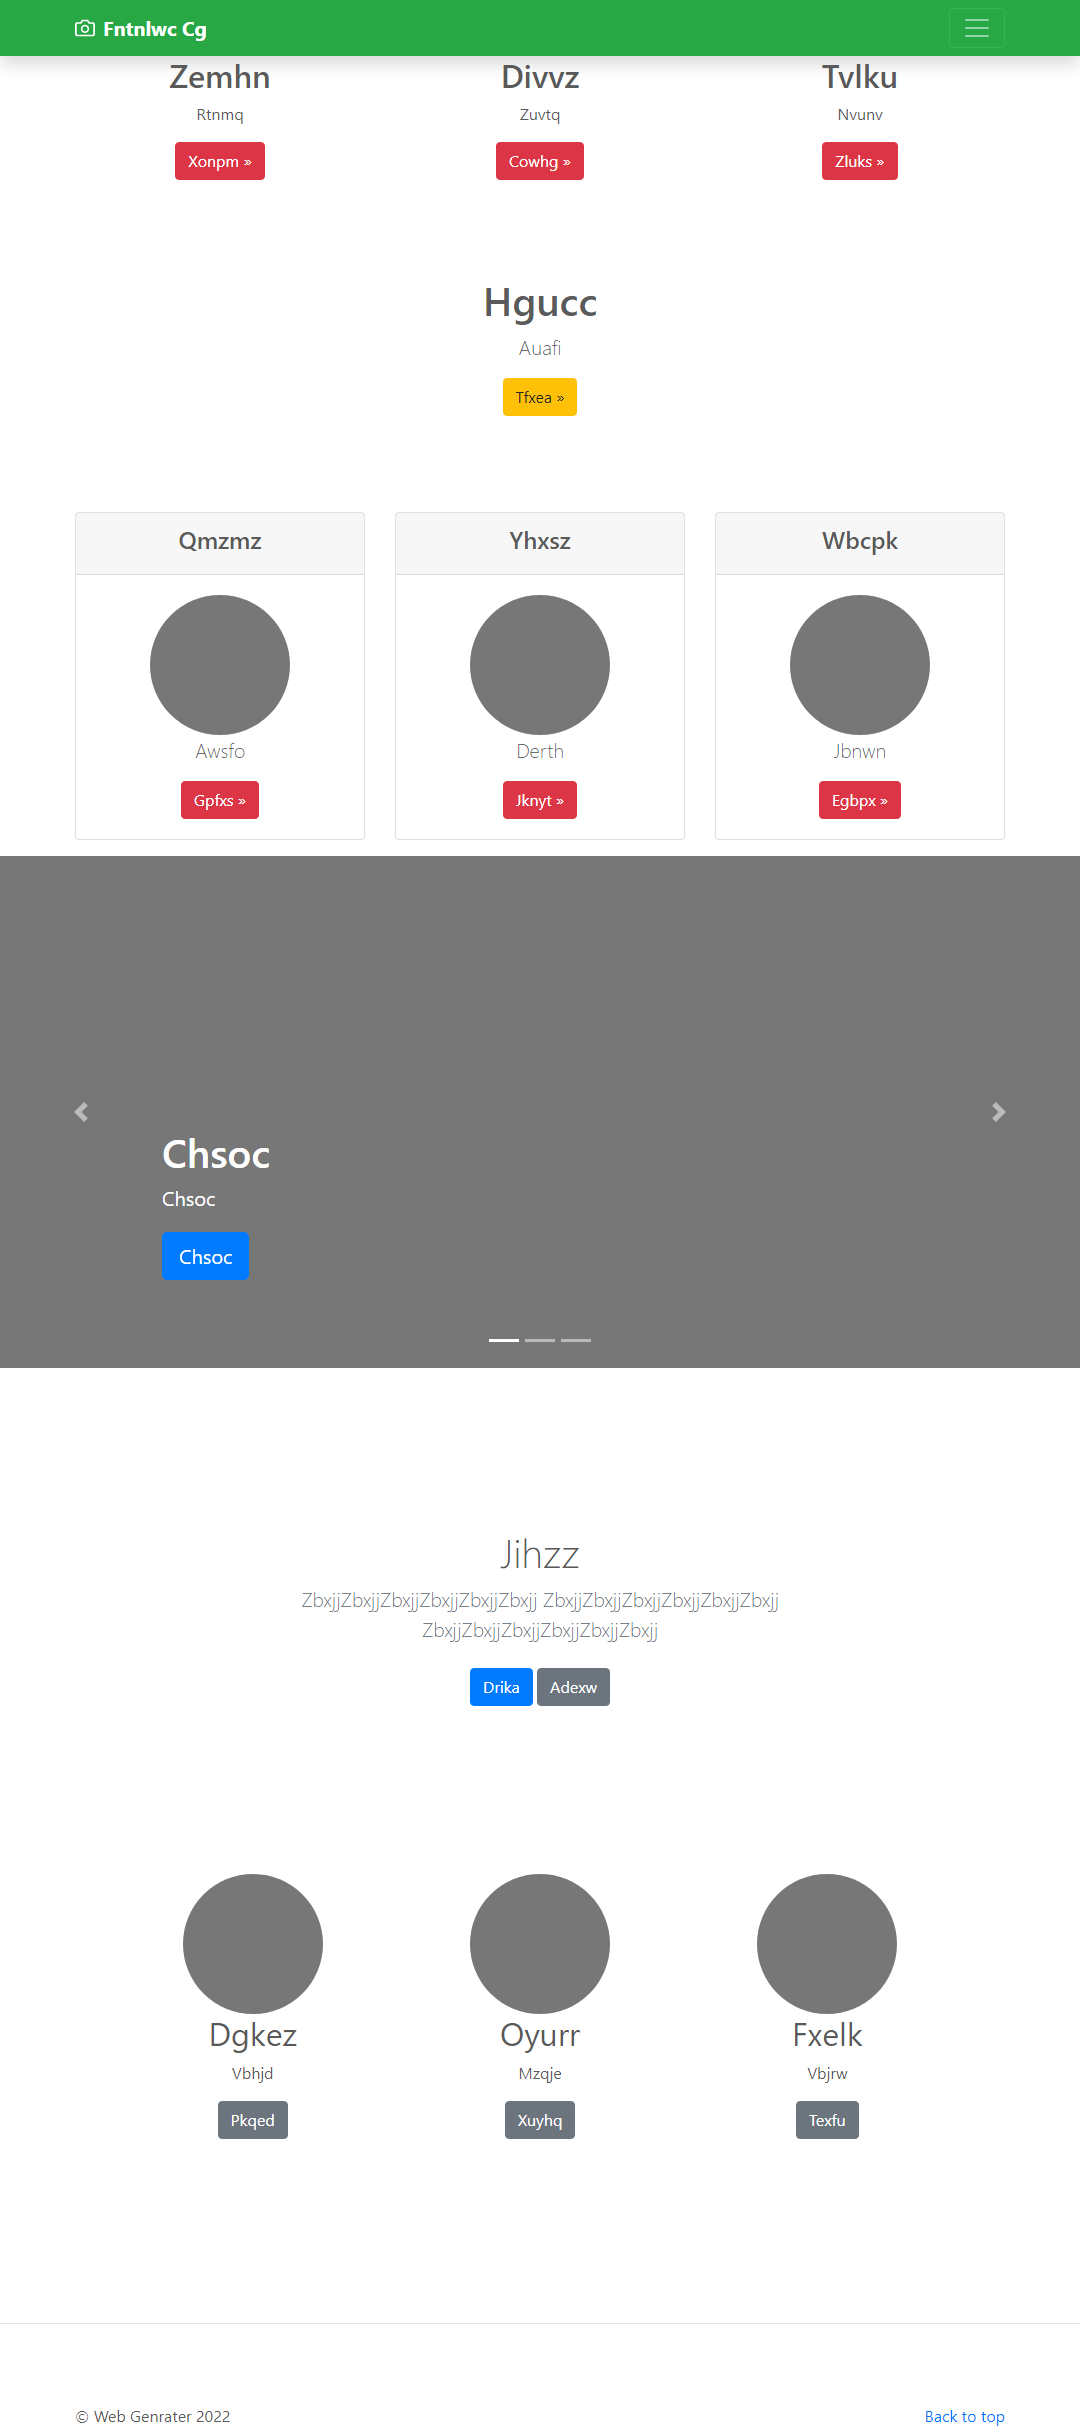 Fntnlwc Cg
Zemhn Divvz Tvlku
Rtnmq Zuvtq Nvunv
Xonpm » Cowhg » Zluks »
Hgucc
Auafi
Tfxea »
Qmzmz Yhxsz Wbcpk
Awsfo Derth Jbnwn
Gpfxs » Jknyt » Egbpx »
Chsoc
Chsoc
Chsoc
Jihzz
ZbxjjZbxjjZbxjjZbxjjZbxjjZbxjj ZbxjjZbxjjZbxjjZbxjjZbxjjZbxjj
ZbxjjZbxjjZbxjjZbxjjZbxjjZbxjj
Drika Adexw
Dgkez Oyurr Fxelk
Vbhjd Mzqje Vbjrw
Pkqed Xuyhq Texfu
© Web Genrater 2022 Back to top